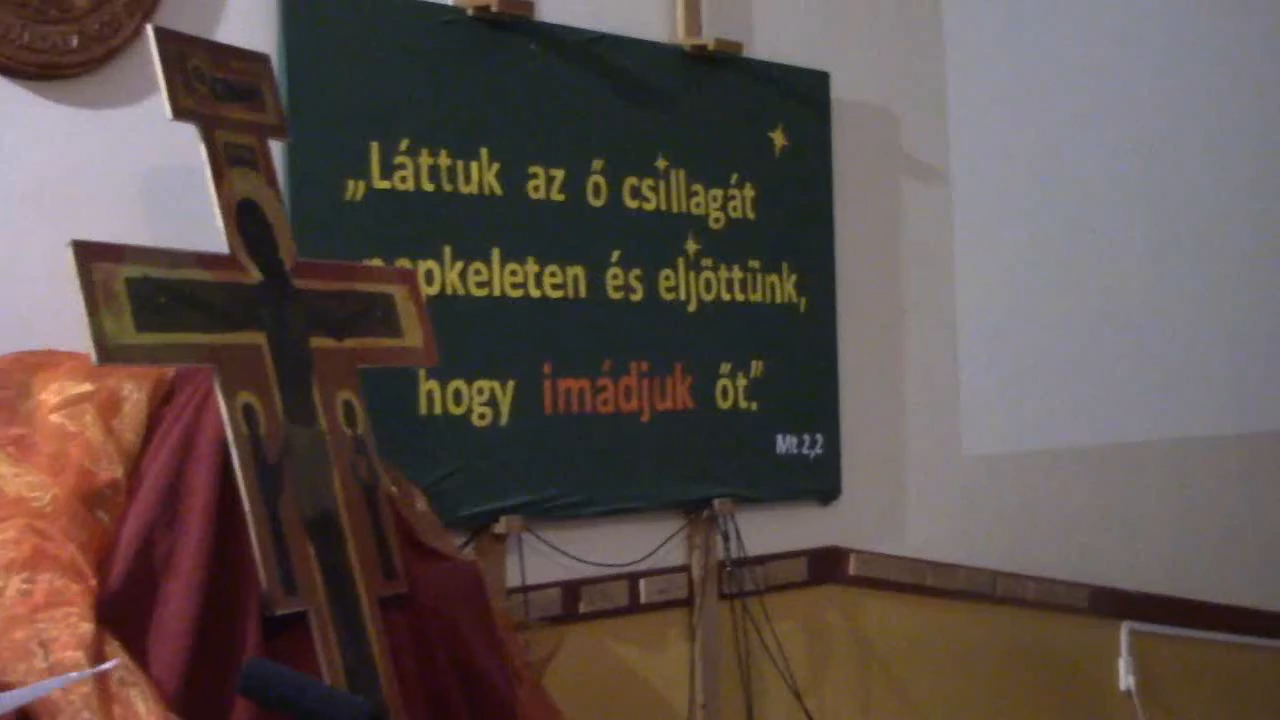 „Láttuk az ő csillagát
napkeleten és eljöttünk,
hogy imádjuk őt.”
Mt 2,2